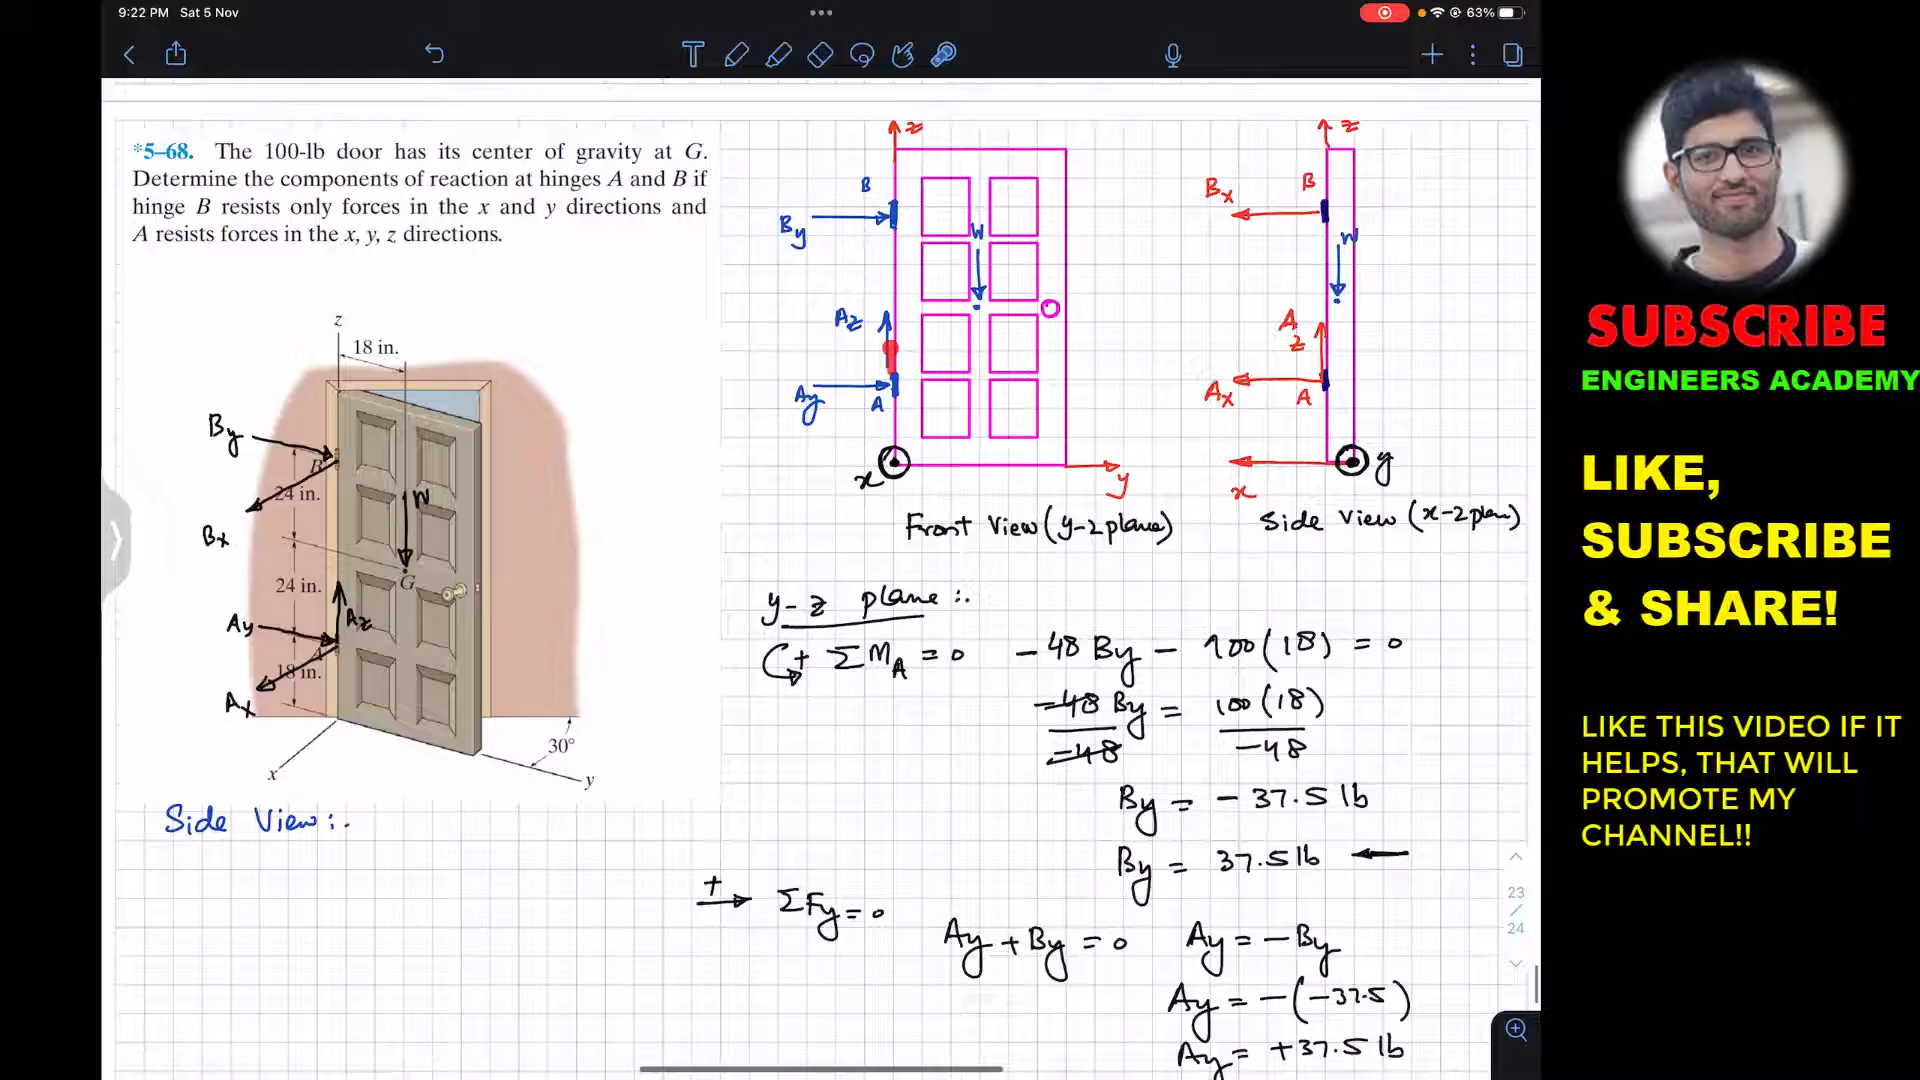 9:22 PM Sat 5 Nov
63%
*5–68. The 100-lb door has its center of gravity at G.
Determine the components of reaction at hinges A and B if
hinge B resists only forces in the x and y directions and
A resists forces in the x, y, z directions.
z
18 in.
By
B
24 in.
Bx
W
G
24 in.
Ay
Az
A
18 in.
Ax
30°
x
y
Side View :.
z
B
By
W
Az
Ay
A
x
y
Front View (y-z plane)
z
Bx
B
W
A
z
Ax
A
x
y
Side View (x-z plan)
y-z plane :.
+ ΣMA = 0 -48 By - 100(18) = 0
-48 By = 100(18)
-48 -48
By = -37.5 lb
By = 37.5 lb ←
+→ ΣFy = 0
Ay + By = 0 Ay = -By
Ay = -(-37.5)
Ay = +37.5 lb
23
/
24
SUBSCRIBE
ENGINEERS ACADEMY
LIKE,
SUBSCRIBE
& SHARE!
LIKE THIS VIDEO IF IT
HELPS, THAT WILL
PROMOTE MY
CHANNEL!!